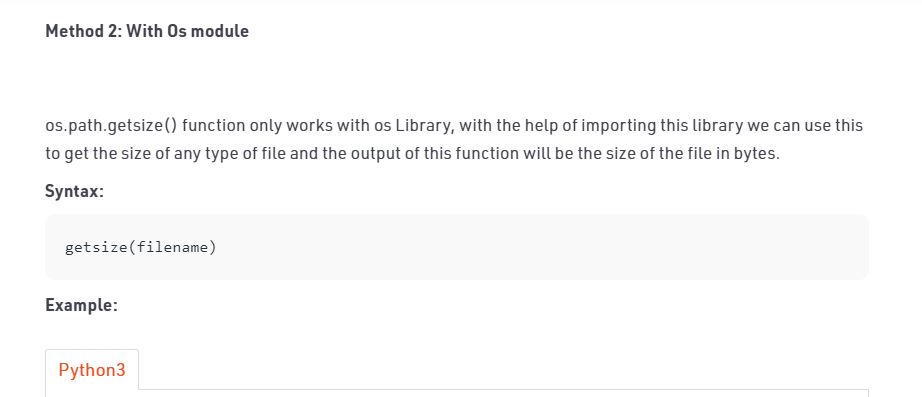 Method 2: With Os module
os.path.getsize() function only works with os Library, with the help of importing this library we can use this
to get the size of any type of file and the output of this function will be the size of the file in bytes.
Syntax:
getsize(filename)
Example:
Python3